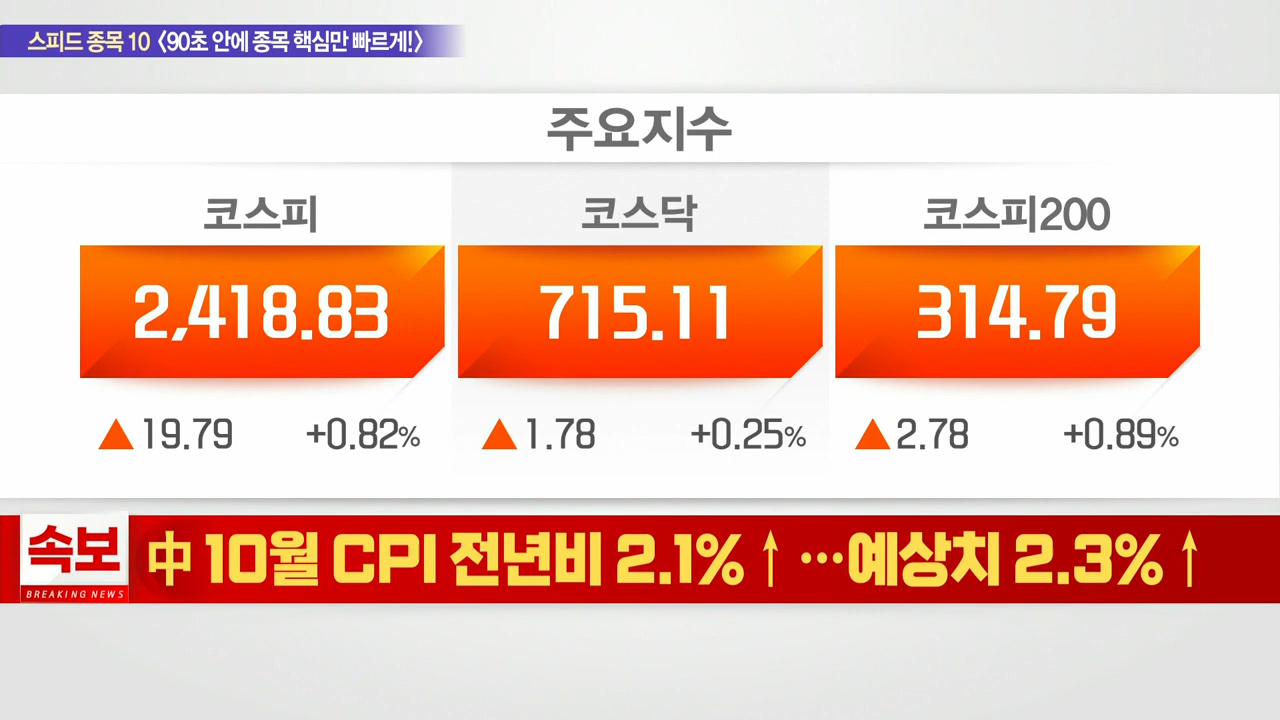 스피드 종목 10 <90초 안에 종목 핵심만 빠르게!>
주요지수
코스피
2,418.83
▲ 19.79 +0.82%
코스닥
715.11
▲ 1.78 +0.25%
코스피200
314.79
▲ 2.78 +0.89%
속보
BREAKING NEWS
中 10월 CPI 전년비 2.1%↑…예상치 2.3%↑